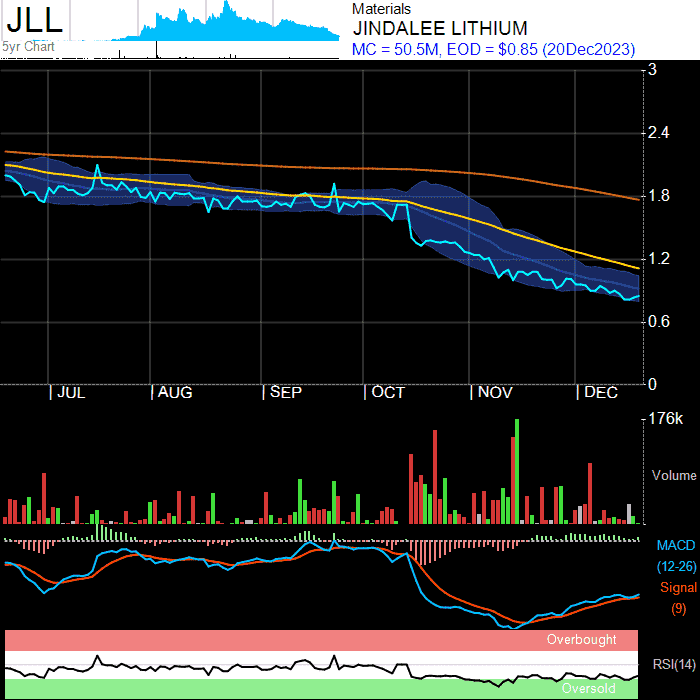 JLL
5yr Chart
Materials
JINDALEE LITHIUM
MC = 50.5M, EOD = $0.85 (20Dec2023)
3
2.4
1.8
1.2
0.6
0
| JUL | AUG | SEP | OCT | NOV | DEC
176k
Volume
MACD
(12-26)
Signal
(9)
Overbought
RSI(14)
Oversold